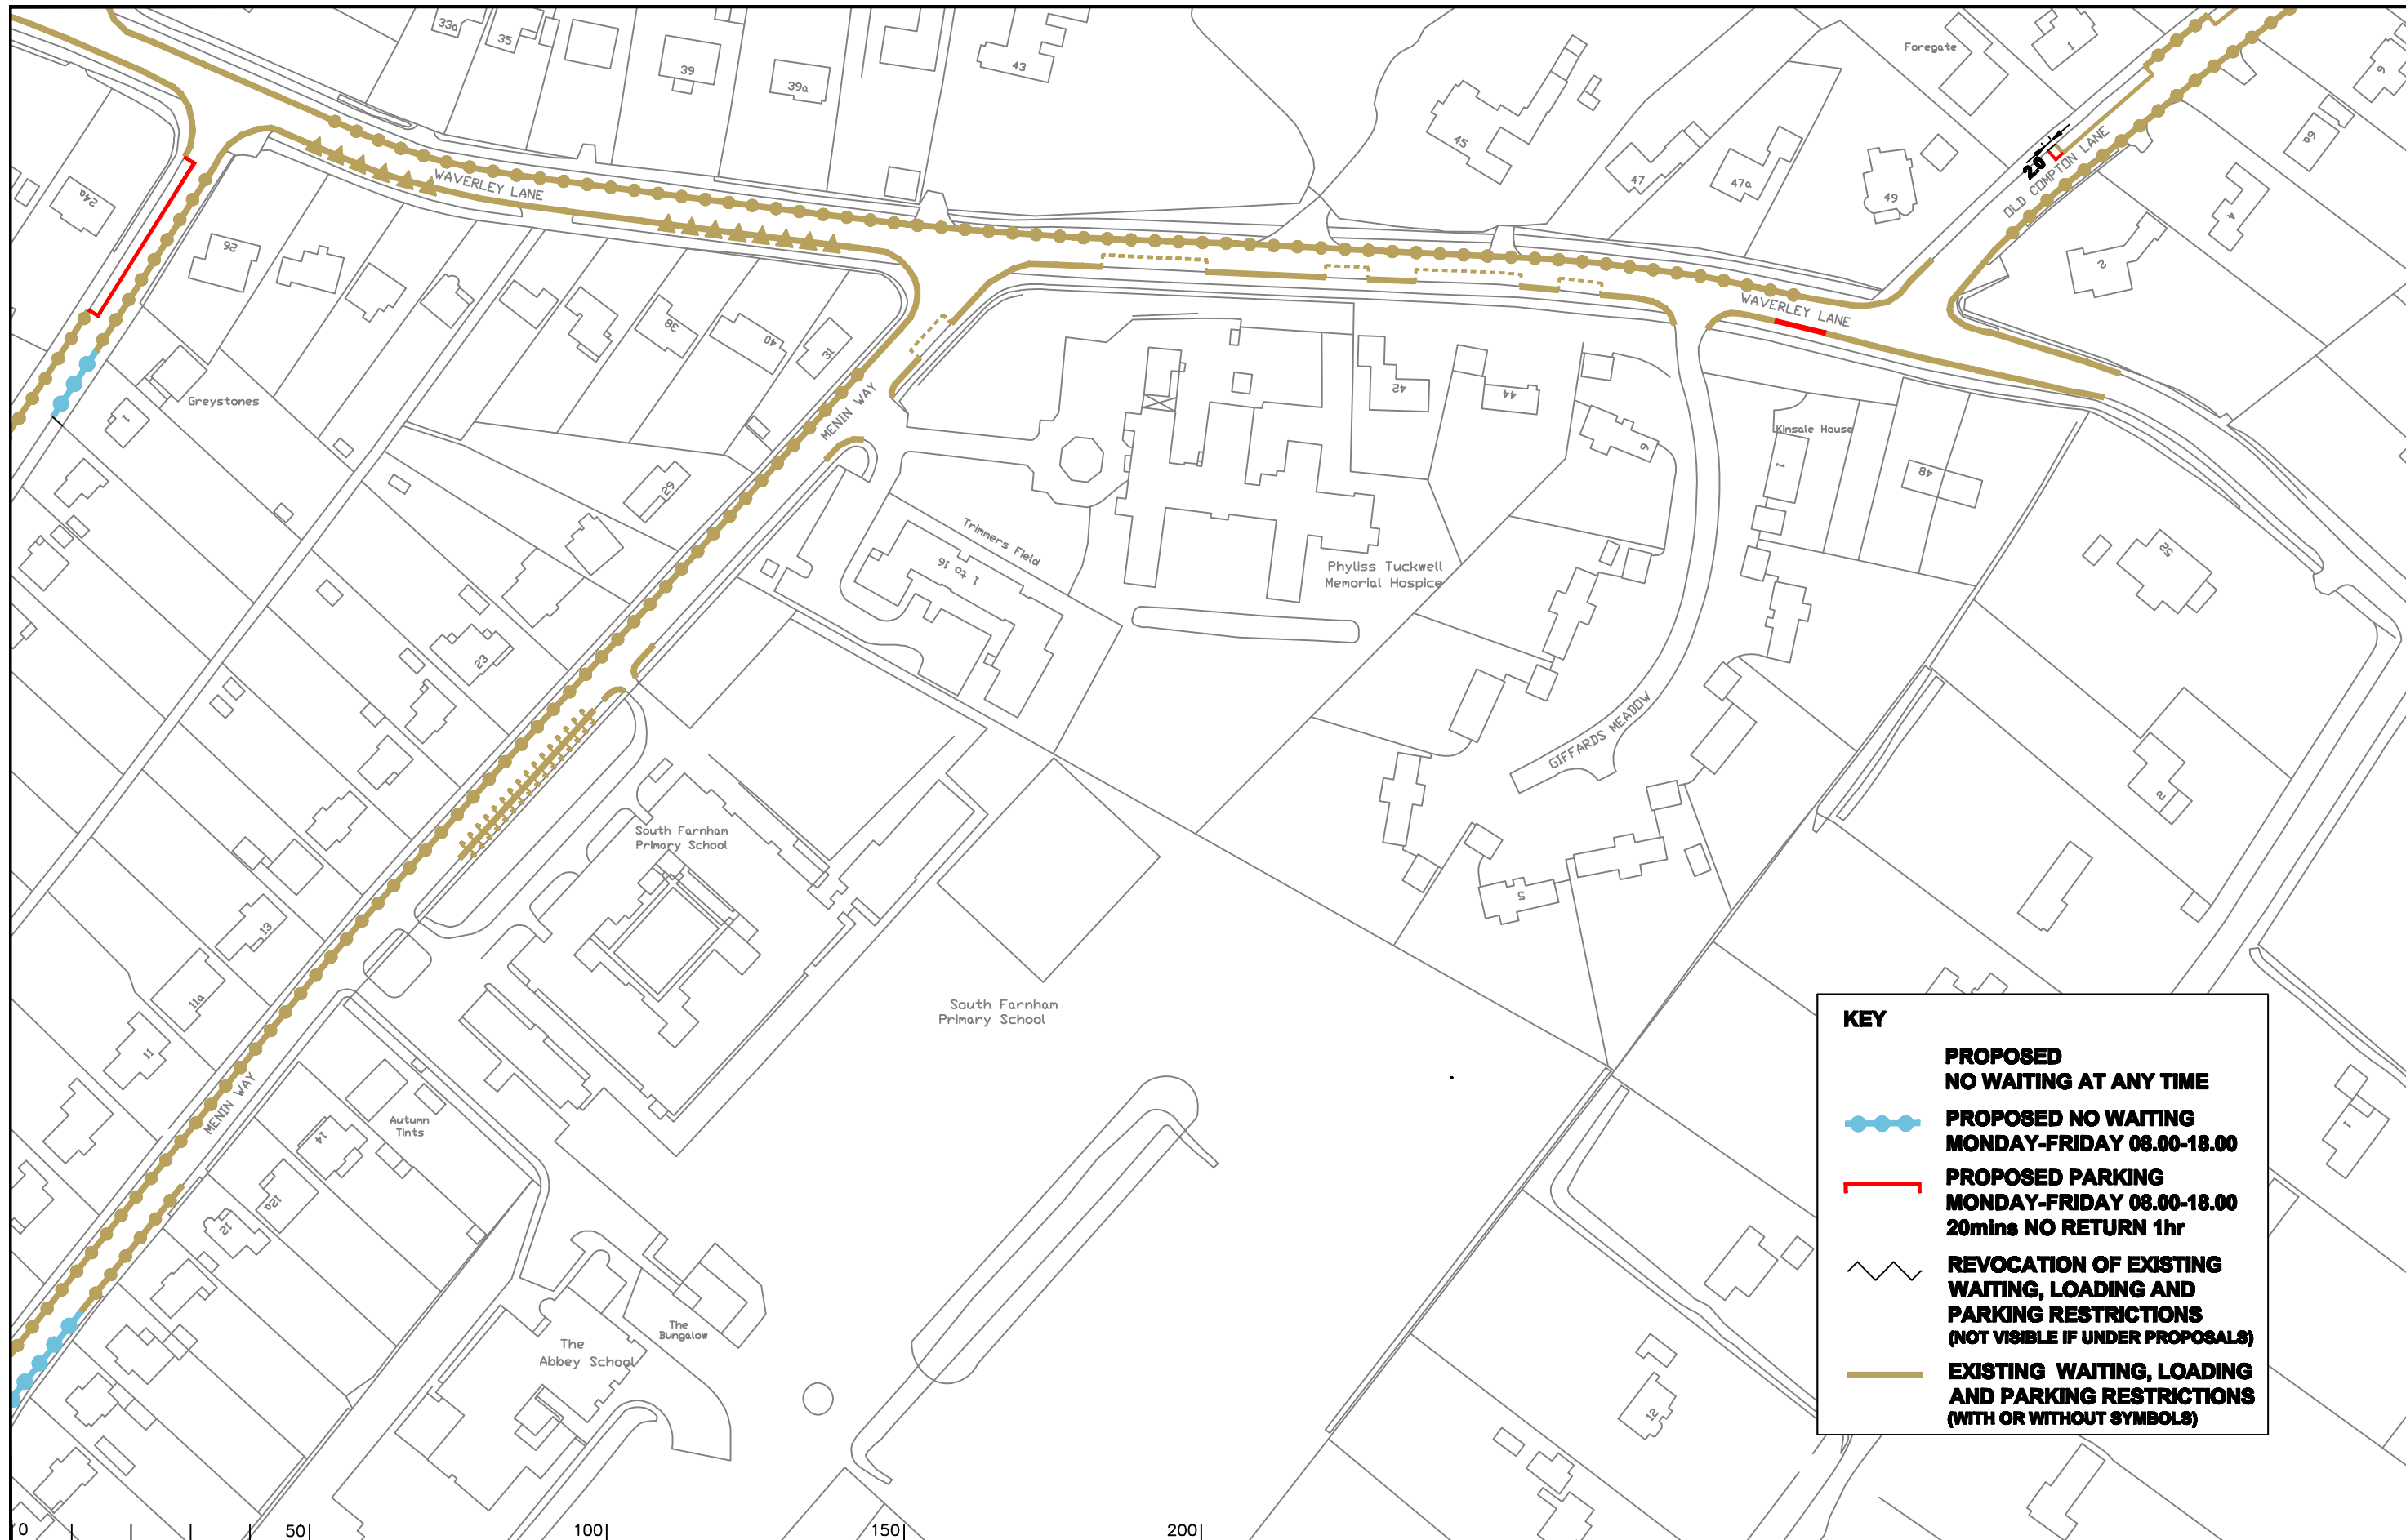 33a
35
39
39a
43
45
47
47a
49
Foregate
1
6
6a
4
2
2.0
OLD COMPTON LANE
WAVERLEY LANE
WAVERLEY LANE
24a
26
38
40
31
MENIN WAY
Greystones
1
29
42
44
9
Kinsale House
1
48
52
Trimmers Field
1 to 16
Phyliss Tuckwell
Memorial Hospice
23
GIFFARDS MEADOW
2
South Farnham
Primary School
5
13
11a
11
South Farnham
Primary School
MENIN WAY
Autumn
Tints
14
12a
12
The
Bungalow
The
Abbey School
1
12
KEY
PROPOSED
NO WAITING AT ANY TIME
PROPOSED NO WAITING
MONDAY-FRIDAY 08.00-18.00
PROPOSED PARKING
MONDAY-FRIDAY 08.00-18.00
20mins NO RETURN 1hr
REVOCATION OF EXISTING
WAITING, LOADING AND
PARKING RESTRICTIONS
(NOT VISIBLE IF UNDER PROPOSALS)
EXISTING WAITING, LOADING
AND PARKING RESTRICTIONS
(WITH OR WITHOUT SYMBOLS)
0
50
100
150
200